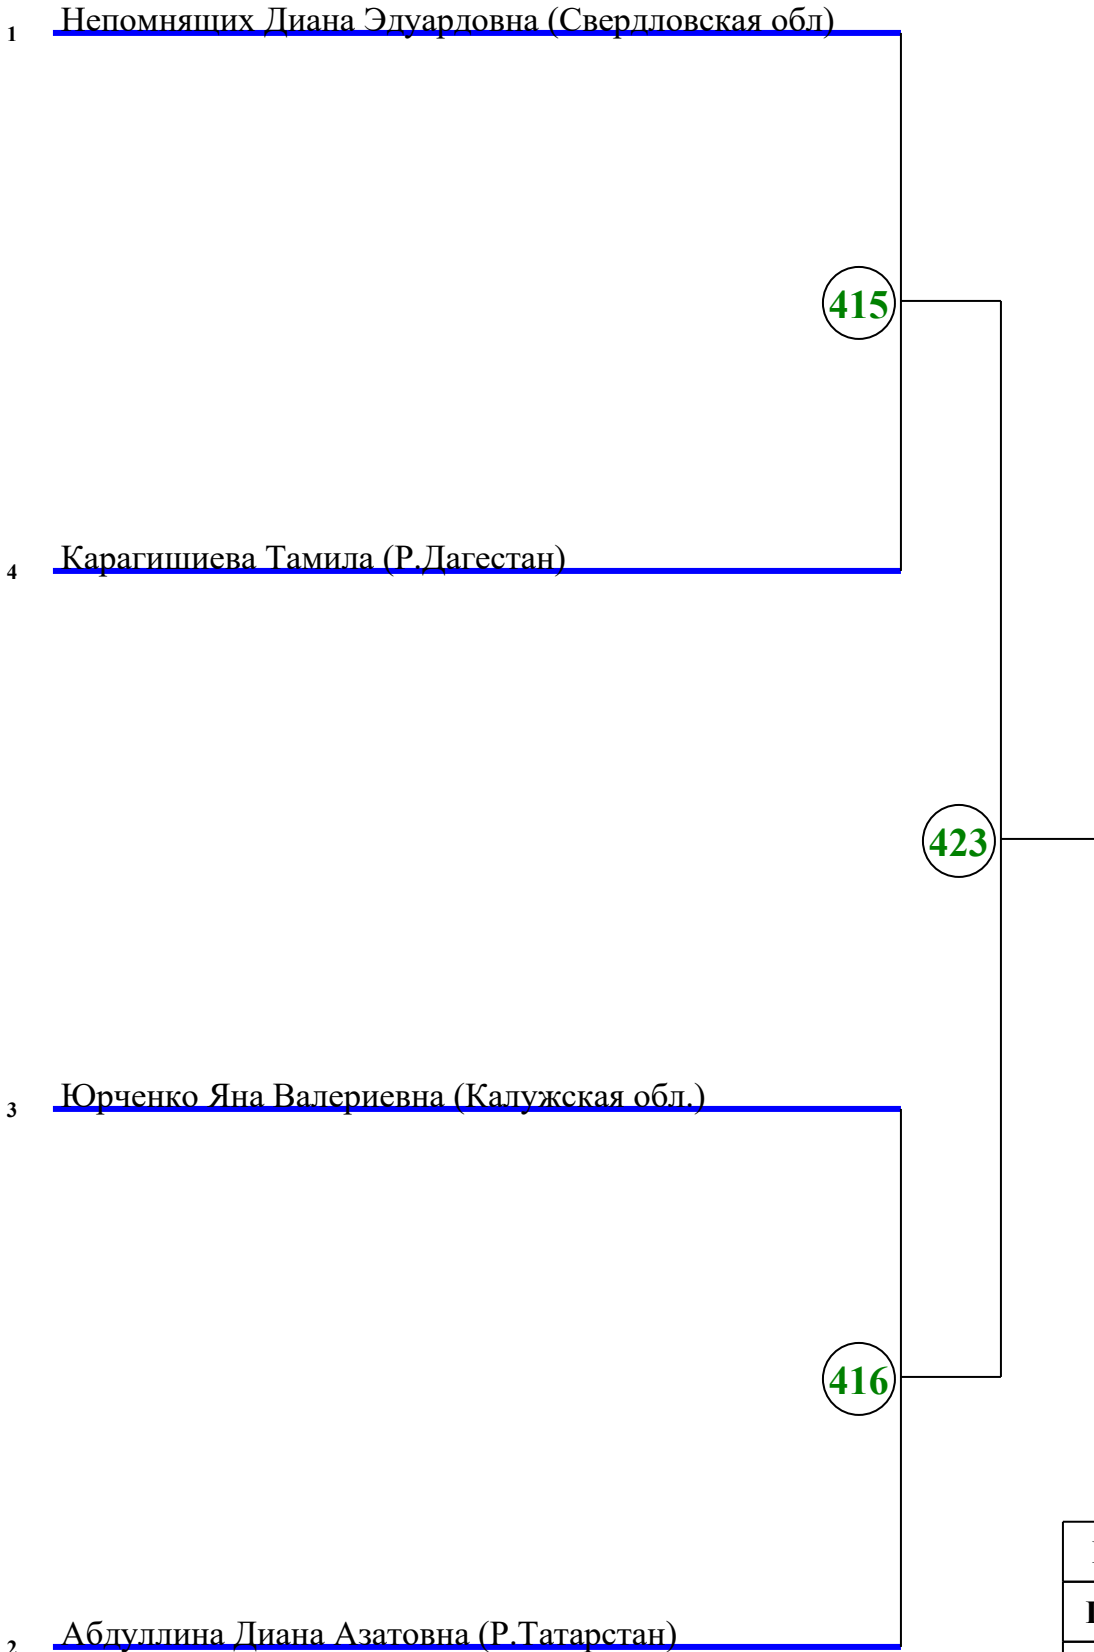 1 Непомнящих Диана Эдуардовна (Свердловская обл)
415
4 Карагишиева Тамила (Р.Дагестан)
423
3 Юрченко Яна Валериевна (Калужская обл.)
416
2 Абдуллина Диана Азатовна (Р.Татарстан)